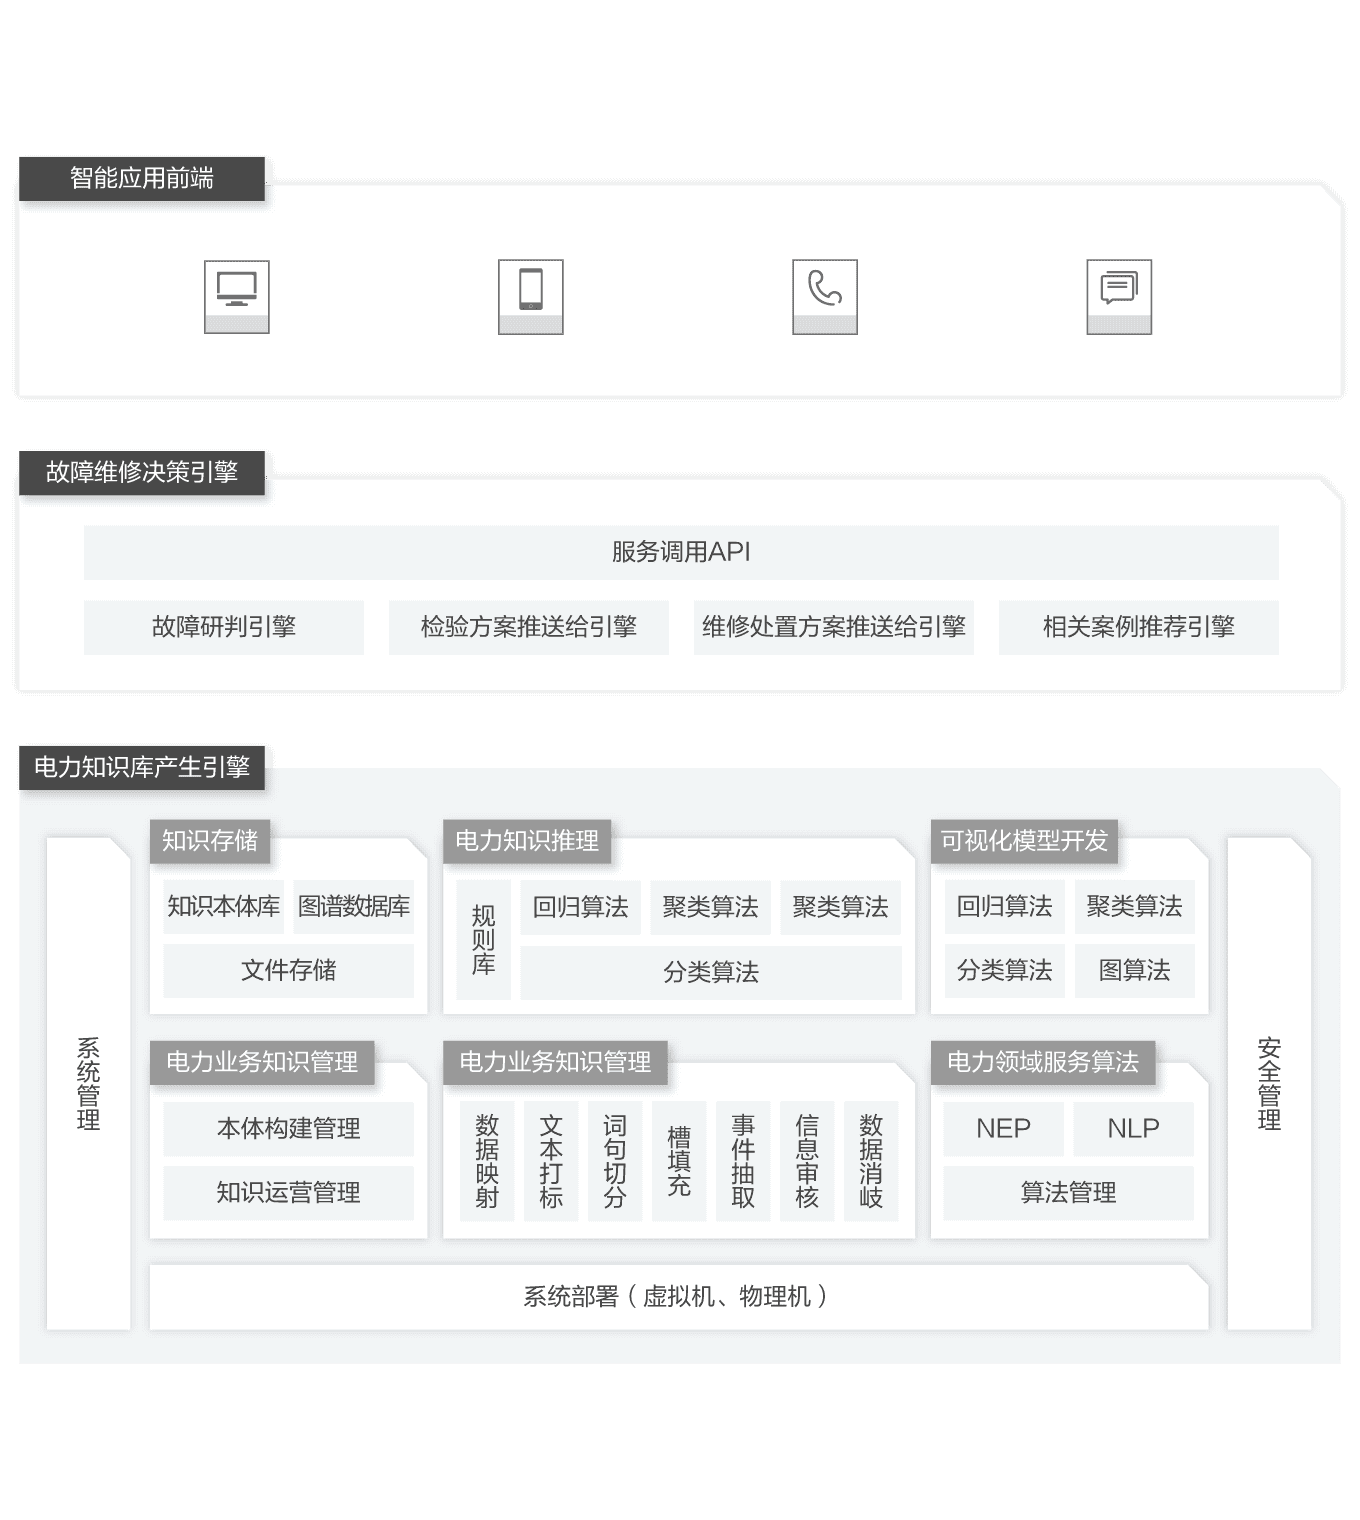 智能应用前端
故障维修决策引擎
服务调用API
故障研判引擎
检验方案推送给引擎
维修处置方案推送给引擎
相关案例推荐引擎
电力知识库产生引擎
系统管理
知识存储
知识本体库
图谱数据库
文件存储
电力知识推理
规则库
回归算法
聚类算法
聚类算法
分类算法
可视化模型开发
回归算法
聚类算法
分类算法
图算法
电力业务知识管理
本体构建管理
知识运营管理
电力业务知识管理
数据映射
文本打标
词句切分
槽填充
事件抽取
信息审核
数据消岐
电力领域服务算法
NEP
NLP
算法管理
系统部署（虚拟机、物理机）
安全管理